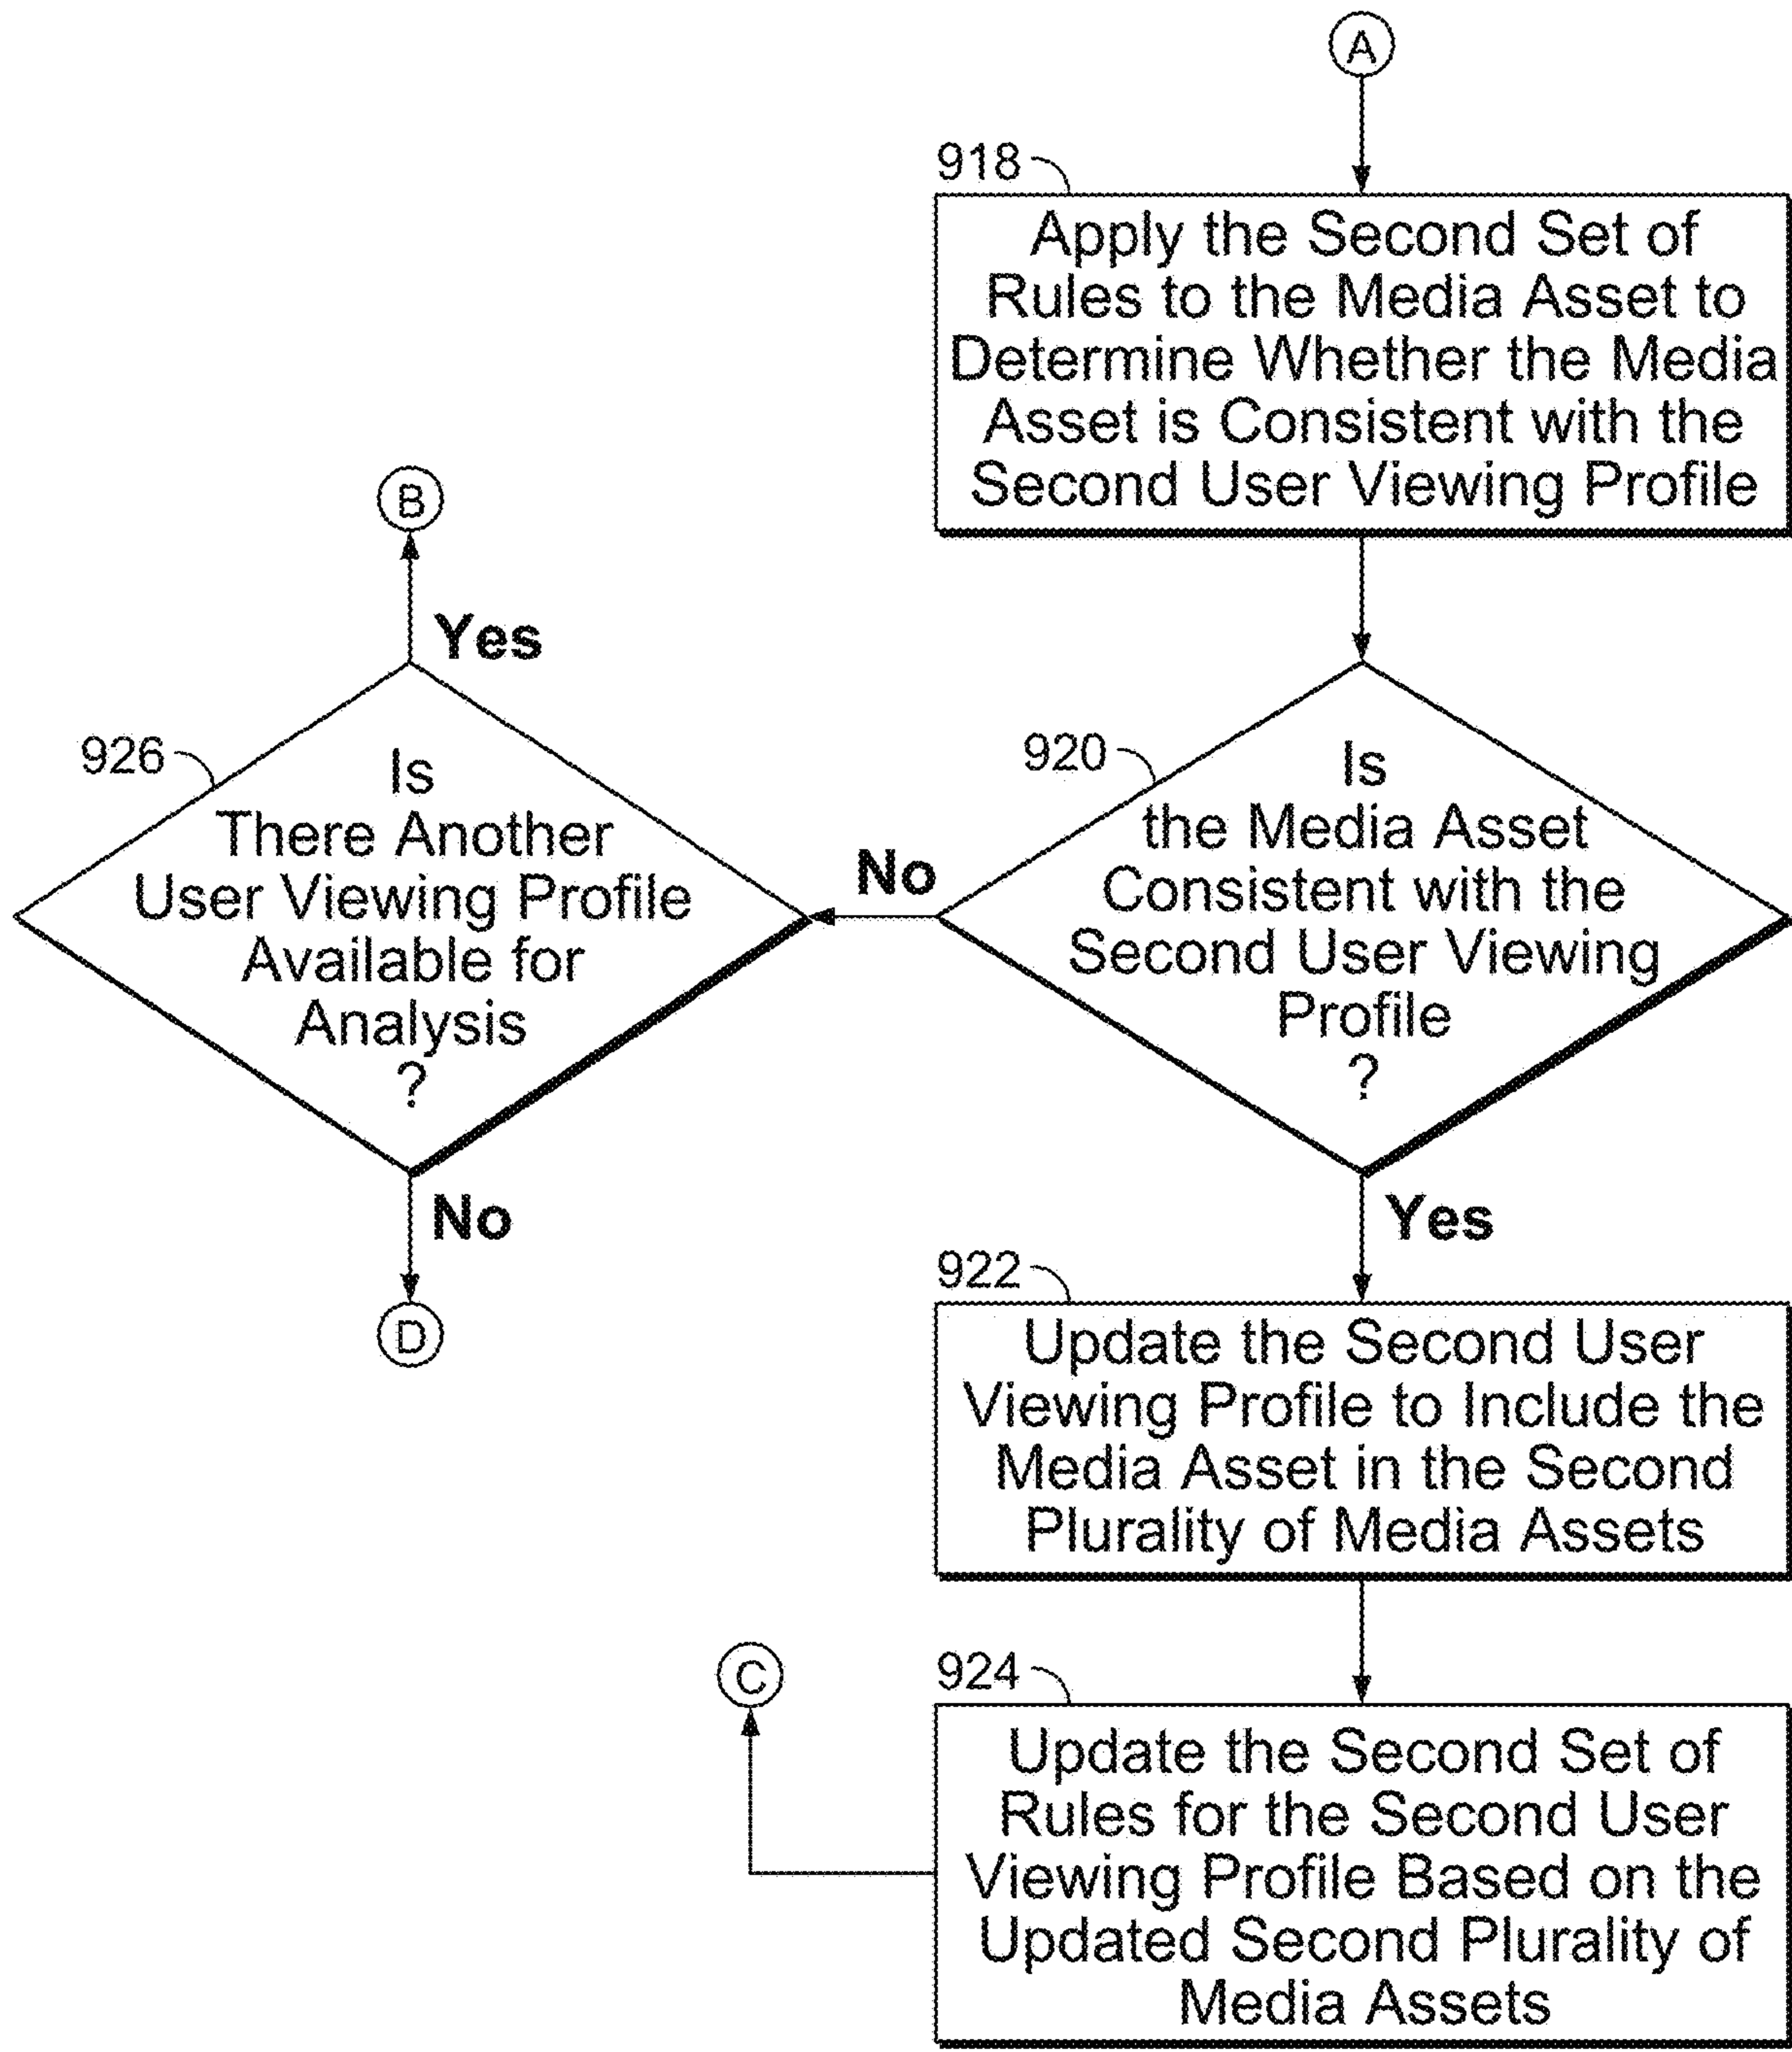 A
918
Apply the Second Set of
Rules to the Media Asset to
Determine Whether the Media
Asset is Consistent with the
Second User Viewing Profile
B
Yes
926
Is
There Another
User Viewing Profile
Available for
Analysis
?
No
920
Is
the Media Asset
Consistent with the
Second User Viewing
Profile
?
No
D
Yes
922
Update the Second User
Viewing Profile to Include the
Media Asset in the Second
Plurality of Media Assets
C
924
Update the Second Set of
Rules for the Second User
Viewing Profile Based on the
Updated Second Plurality of
Media Assets